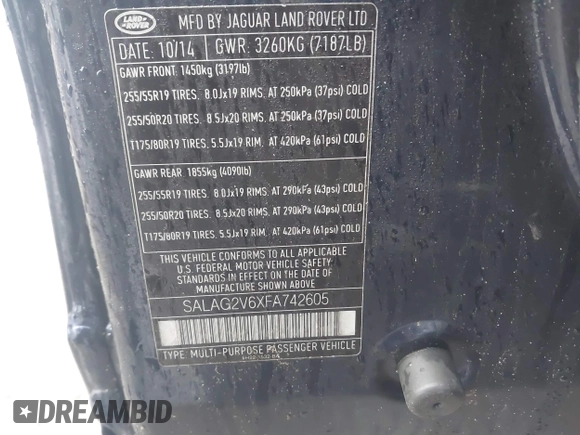 LAND ROVER
MFD BY JAGUAR LAND ROVER LTD
DATE: 10/14 GWR: 3260KG (7187LB)
GAWR FRONT: 1450kg (3197lb)
255/55R19 TIRES. 8.0Jx19 RIMS. AT 250kPa (37psi) COLD
255/50R20 TIRES. 8.5Jx20 RIMS. AT 250kPa (37psi) COLD
T175/80R19 TIRES. 5.5Jx19 RIM. AT 420kPa (61psi) COLD
GAWR REAR. 1855kg (4090lb)
255/55R19 TIRES. 8.0Jx19 RIMS. AT 290kPa (43psi) COLD
255/50R20 TIRES. 8.5Jx20 RIMS. AT 290kPa (43psi) COLD
T175/80R19 TIRES. 5.5Jx19 RIM. AT 420kPa (61psi) COLD
THIS VEHICLE CONFORMS TO ALL APPLICABLE
U.S. FEDERAL MOTOR VEHICLE SAFETY
STANDARDS IN EFFECT ON THE DATE OF
MANUFACTURE SHOWN ABOVE.
SALAG2V6XFA742605
TYPE: MULTI-PURPOSE PASSENGER VEHICLE
DREAMBID